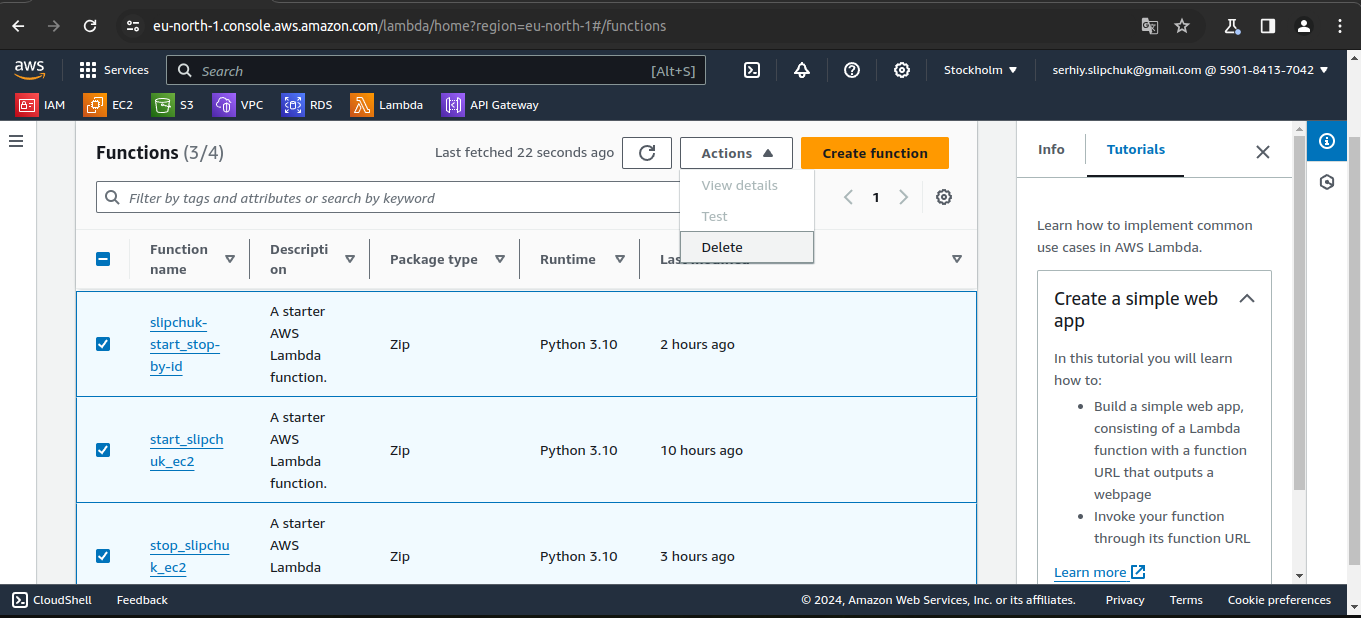 eu-north-1.console.aws.amazon.com/lambda/home?region=eu-north-1#/functions
aws
Services
Search
[Alt+S]
Stockholm ▼
serhiy.slipchuk@gmail.com @ 5901-8413-7042 ▼
IAM
EC2
S3
VPC
RDS
Lambda
API Gateway
Functions (3/4)
Last fetched 22 seconds ago
Actions
Create function
View details
Test
Delete
Filter by tags and attributes or search by keyword
1
Function
name
Descripti
on
Package type
Runtime
slipchuk-
start_stop-
by-id
A starter
AWS
Lambda
function.
Zip
Python 3.10
2 hours ago
start_slipch
uk_ec2
A starter
AWS
Lambda
function.
Zip
Python 3.10
10 hours ago
stop_slipchu
k_ec2
A starter
AWS
Lambda
Zip
Python 3.10
3 hours ago
Info
Tutorials
Learn how to implement common
use cases in AWS Lambda.
Create a simple web
app
In this tutorial you will learn
how to:
• Build a simple web app,
consisting of a Lambda
function with a function
URL that outputs a
webpage
• Invoke your function
through its function URL
Learn more
CloudShell
Feedback
© 2024, Amazon Web Services, Inc. or its affiliates.
Privacy
Terms
Cookie preferences